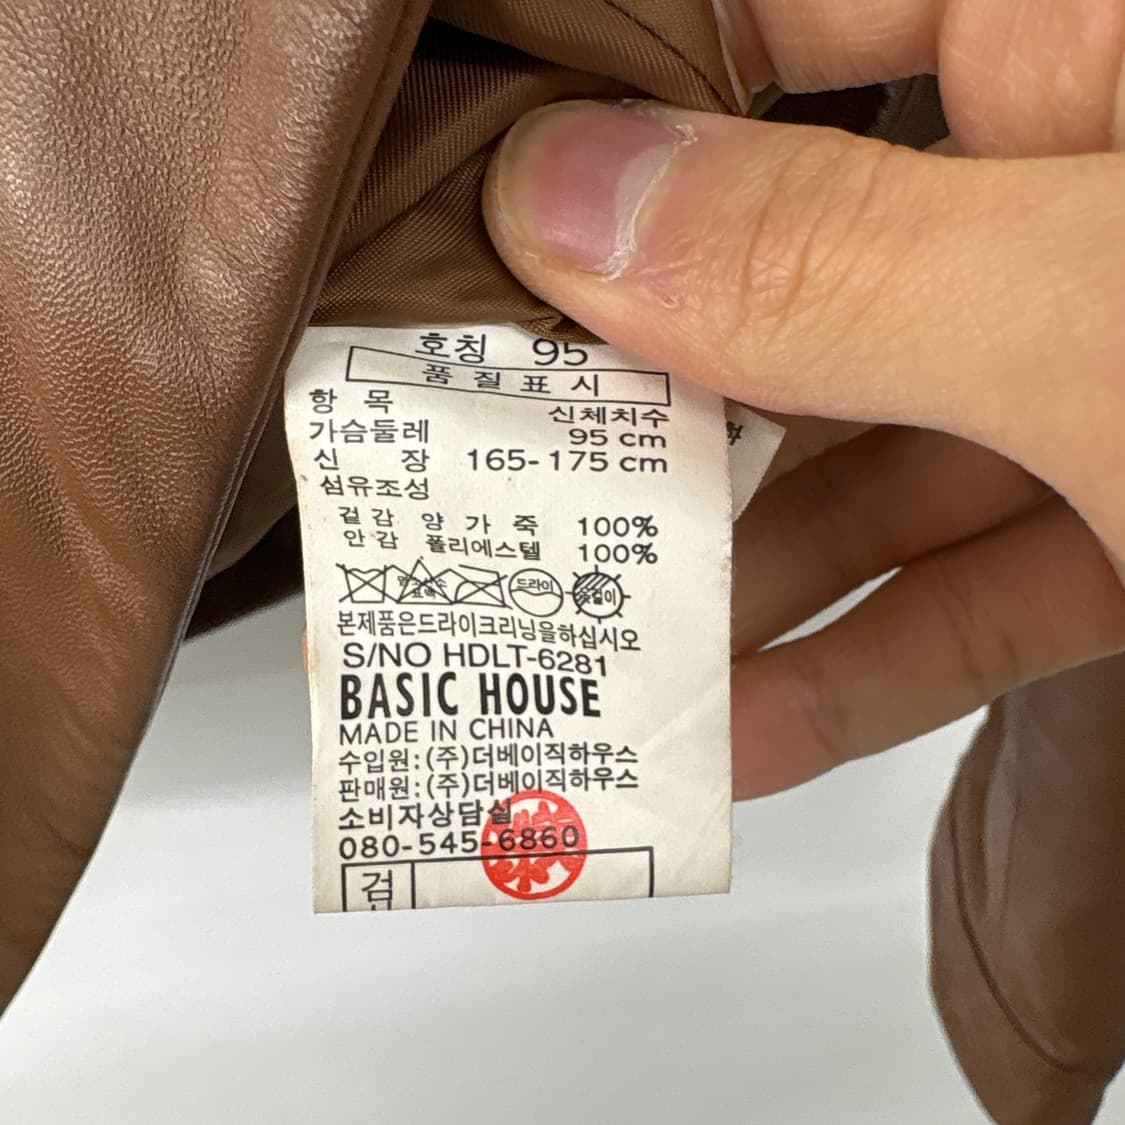 호칭 95
품 질 표 시
항 목 신체치수
가슴둘레 95 cm
신 장 165-175 cm
섬유조성
겉감 양 가 죽 100%
안감 폴리에스텔 100%
드라이 옷걸이
본제품은드라이크리닝을하십시오
S/NO HDLT-6281
BASIC HOUSE
MADE IN CHINA
수입원:(주)더베이직하우스
판매원:(주)더베이직하우스
소비자상담실
080-545-6860
검